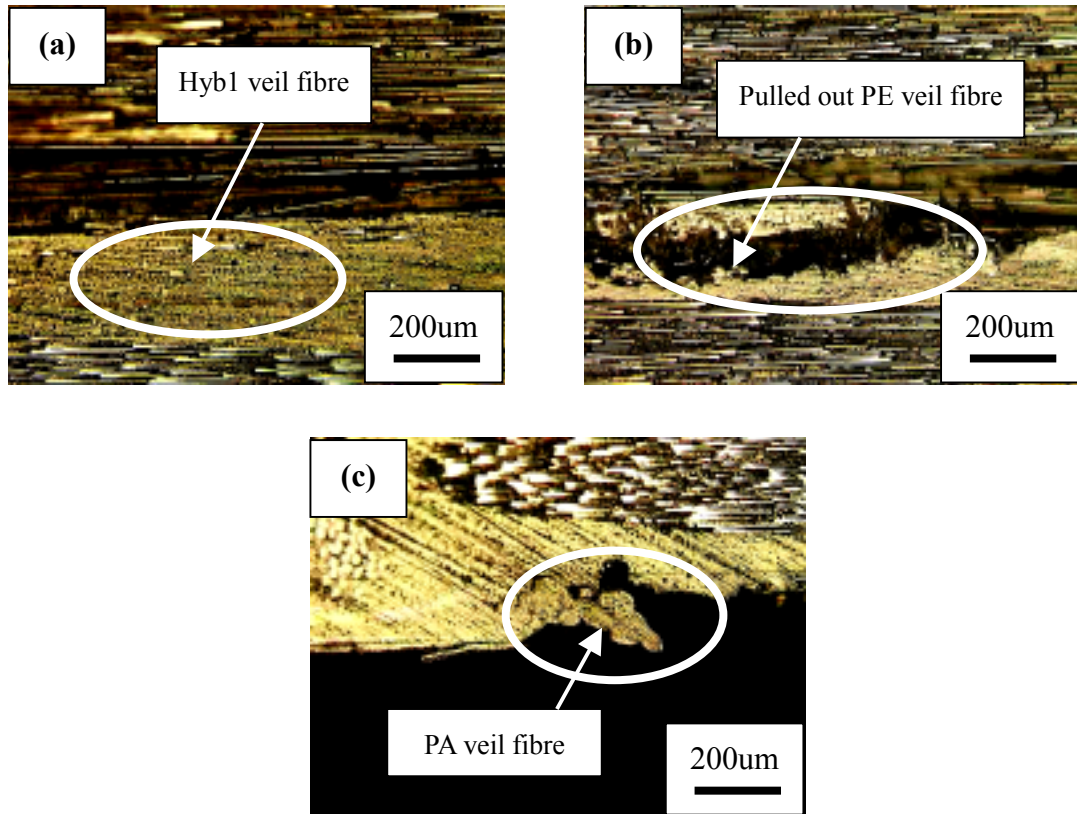 (a)
Hyb1 veil fibre
200um
(b)
Pulled out PE veil fibre
200um
(c)
PA veil fibre
200um